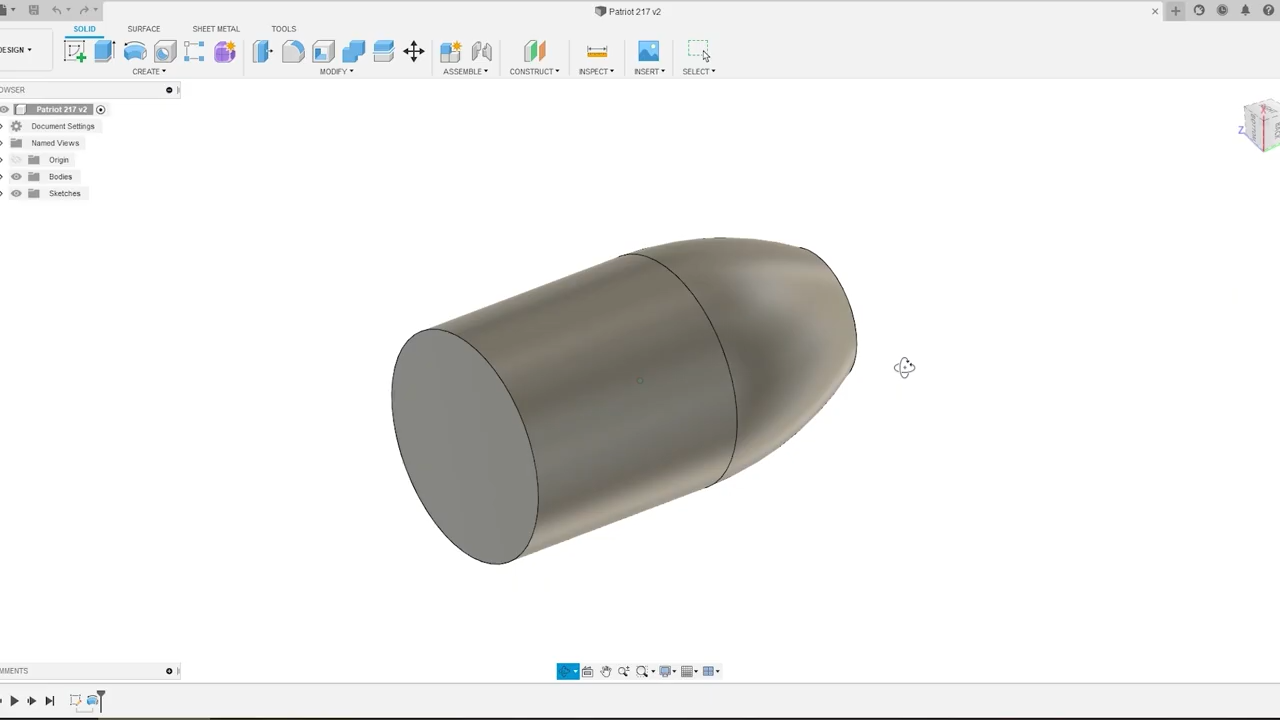 Patriot 217 v2
SOLID SURFACE SHEET METAL TOOLS
DESIGN
CREATE MODIFY ASSEMBLE CONSTRUCT INSPECT INSERT SELECT
OWSER
Patriot 217 v2
Document Settings
Named Views
Origin
Bodies
Sketches
Z
X
MMENTS